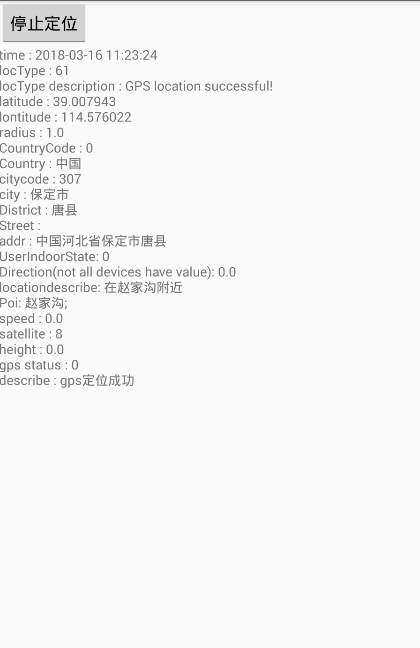 停止定位
time : 2018-03-16 11:23:24
locType : 61
locType description : GPS location successful!
latitude : 39.007943
lontitude : 114.576022
radius : 1.0
CountryCode : 0
Country : 中国
citycode : 307
city : 保定市
District : 唐县
Street :
addr : 中国河北省保定市唐县
UserIndoorState: 0
Direction(not all devices have value): 0.0
locationdescribe: 在赵家沟附近
Poi: 赵家沟;
speed : 0.0
satellite : 8
height : 0.0
gps status : 0
describe : gps定位成功